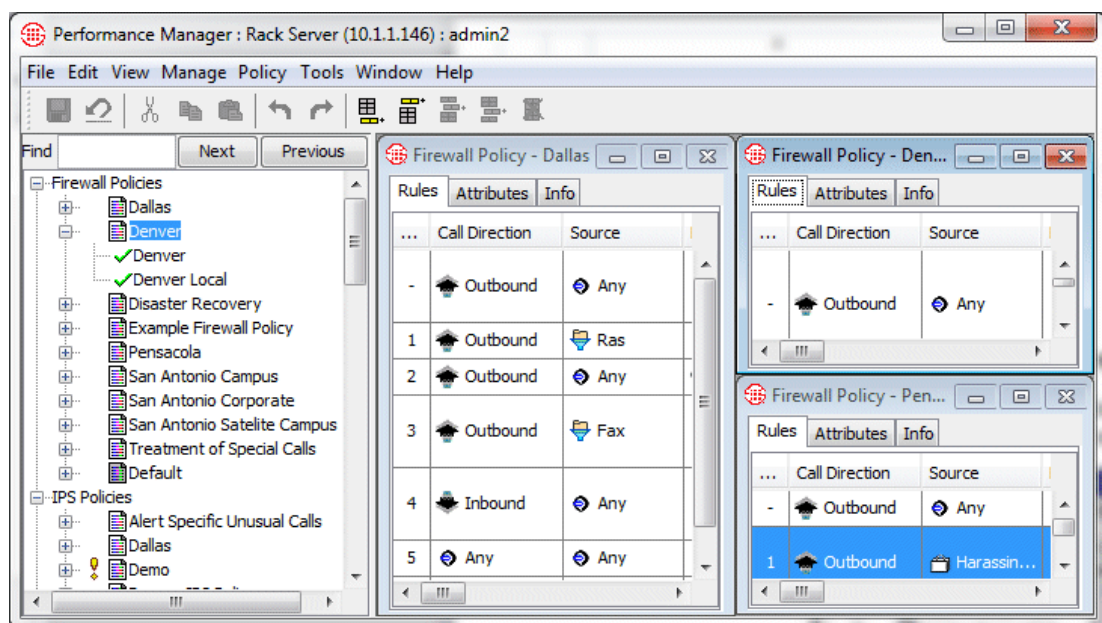 Performance Manager : Rack Server (10.1.1.146) : admin2
File Edit View Manage Policy Tools Window Help
Find Next Previous
Firewall Policies
Dallas
Denver
Denver
Denver Local
Disaster Recovery
Example Firewall Policy
Pensacola
San Antonio Campus
San Antonio Corporate
San Antonio Satelite Campus
Treatment of Special Calls
Default
IPS Policies
Alert Specific Unusual Calls
Dallas
Demo
Firewall Policy - Dallas
Rules Attributes Info
... Call Direction Source
- Outbound Any
1 Outbound Ras
2 Outbound Any
3 Outbound Fax
4 Inbound Any
5 Any Any
Firewall Policy - Den...
Rules Attributes Info
... Call Direction Source
- Outbound Any
Firewall Policy - Pen...
Rules Attributes Info
... Call Direction Source
- Outbound Any
1 Outbound Harassin...